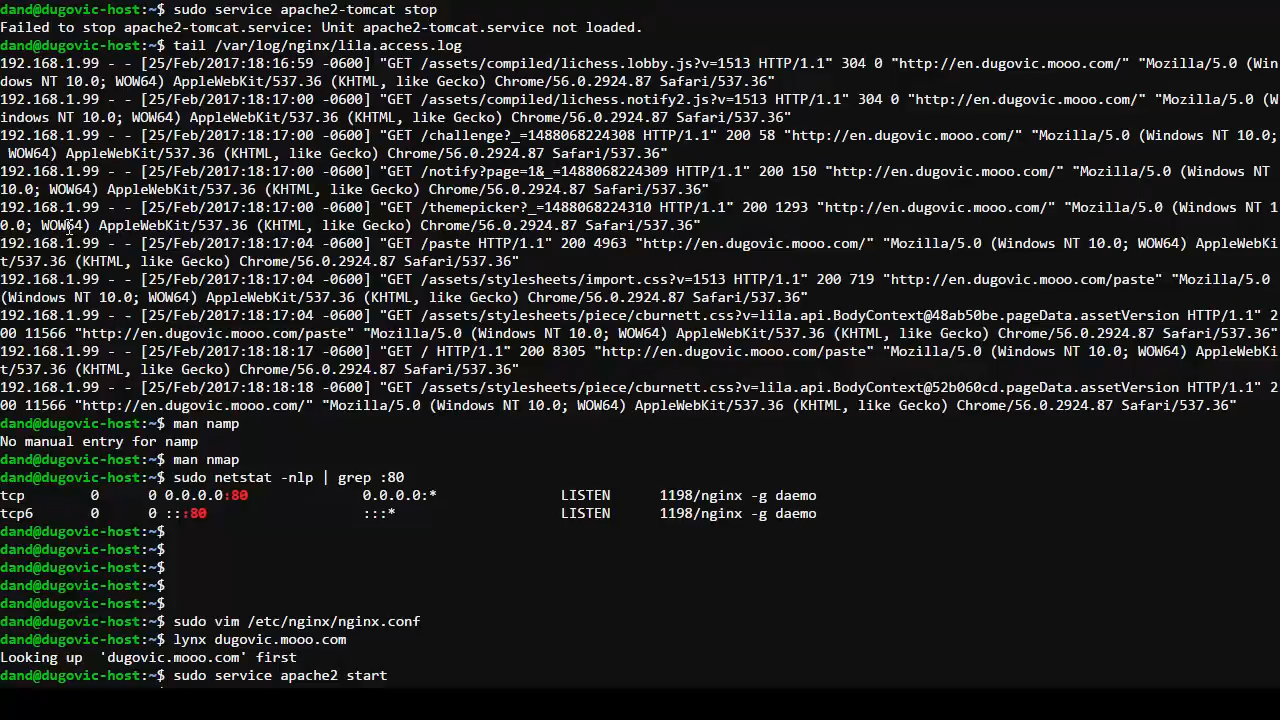 dand@dugovic-host:~$ sudo service apache2-tomcat stop
Failed to stop apache2-tomcat.service: Unit apache2-tomcat.service not loaded.
dand@dugovic-host:~$ tail /var/log/nginx/lila.access.log
192.168.1.99 - - [25/Feb/2017:18:16:59 -0600] "GET /assets/compiled/lichess.lobby.js?v=1513 HTTP/1.1" 304 0 "http://en.dugovic.mooo.com/" "Mozilla/5.0 (Win
dows NT 10.0; WOW64) AppleWebKit/537.36 (KHTML, like Gecko) Chrome/56.0.2924.87 Safari/537.36"
192.168.1.99 - - [25/Feb/2017:18:17:00 -0600] "GET /assets/compiled/lichess.notify2.js?v=1513 HTTP/1.1" 304 0 "http://en.dugovic.mooo.com/" "Mozilla/5.0 (W
indows NT 10.0; WOW64) AppleWebKit/537.36 (KHTML, like Gecko) Chrome/56.0.2924.87 Safari/537.36"
192.168.1.99 - - [25/Feb/2017:18:17:00 -0600] "GET /challenge?_=1488068224308 HTTP/1.1" 200 58 "http://en.dugovic.mooo.com/" "Mozilla/5.0 (Windows NT 10.0;
 WOW64) AppleWebKit/537.36 (KHTML, like Gecko) Chrome/56.0.2924.87 Safari/537.36"
192.168.1.99 - - [25/Feb/2017:18:17:00 -0600] "GET /notify?page=1&_=1488068224309 HTTP/1.1" 200 150 "http://en.dugovic.mooo.com/" "Mozilla/5.0 (Windows NT
10.0; WOW64) AppleWebKit/537.36 (KHTML, like Gecko) Chrome/56.0.2924.87 Safari/537.36"
192.168.1.99 - - [25/Feb/2017:18:17:00 -0600] "GET /themepicker?_=1488068224310 HTTP/1.1" 200 1293 "http://en.dugovic.mooo.com/" "Mozilla/5.0 (Windows NT 1
0.0; WOW64) AppleWebKit/537.36 (KHTML, like Gecko) Chrome/56.0.2924.87 Safari/537.36"
192.168.1.99 - - [25/Feb/2017:18:17:04 -0600] "GET /paste HTTP/1.1" 200 4963 "http://en.dugovic.mooo.com/" "Mozilla/5.0 (Windows NT 10.0; WOW64) AppleWebKi
t/537.36 (KHTML, like Gecko) Chrome/56.0.2924.87 Safari/537.36"
192.168.1.99 - - [25/Feb/2017:18:17:04 -0600] "GET /assets/stylesheets/import.css?v=1513 HTTP/1.1" 200 719 "http://en.dugovic.mooo.com/paste" "Mozilla/5.0
(Windows NT 10.0; WOW64) AppleWebKit/537.36 (KHTML, like Gecko) Chrome/56.0.2924.87 Safari/537.36"
192.168.1.99 - - [25/Feb/2017:18:17:04 -0600] "GET /assets/stylesheets/piece/cburnett.css?v=lila.api.BodyContext@48ab50be.pageData.assetVersion HTTP/1.1" 2
00 11566 "http://en.dugovic.mooo.com/paste" "Mozilla/5.0 (Windows NT 10.0; WOW64) AppleWebKit/537.36 (KHTML, like Gecko) Chrome/56.0.2924.87 Safari/537.36"
192.168.1.99 - - [25/Feb/2017:18:18:17 -0600] "GET / HTTP/1.1" 200 8305 "http://en.dugovic.mooo.com/paste" "Mozilla/5.0 (Windows NT 10.0; WOW64) AppleWebKi
t/537.36 (KHTML, like Gecko) Chrome/56.0.2924.87 Safari/537.36"
192.168.1.99 - - [25/Feb/2017:18:18:18 -0600] "GET /assets/stylesheets/piece/cburnett.css?v=lila.api.BodyContext@52b060cd.pageData.assetVersion HTTP/1.1" 2
00 11566 "http://en.dugovic.mooo.com/" "Mozilla/5.0 (Windows NT 10.0; WOW64) AppleWebKit/537.36 (KHTML, like Gecko) Chrome/56.0.2924.87 Safari/537.36"
dand@dugovic-host:~$ man namp
No manual entry for namp
dand@dugovic-host:~$ man nmap
dand@dugovic-host:~$ sudo netstat -nlp | grep :80
tcp        0      0 0.0.0.0:80              0.0.0.0:*               LISTEN      1198/nginx -g daemo
tcp6       0      0 :::80                   :::*                    LISTEN      1198/nginx -g daemo
dand@dugovic-host:~$
dand@dugovic-host:~$
dand@dugovic-host:~$
dand@dugovic-host:~$
dand@dugovic-host:~$
dand@dugovic-host:~$ sudo vim /etc/nginx/nginx.conf
dand@dugovic-host:~$ lynx dugovic.mooo.com
Looking up  'dugovic.mooo.com' first
dand@dugovic-host:~$ sudo service apache2 start